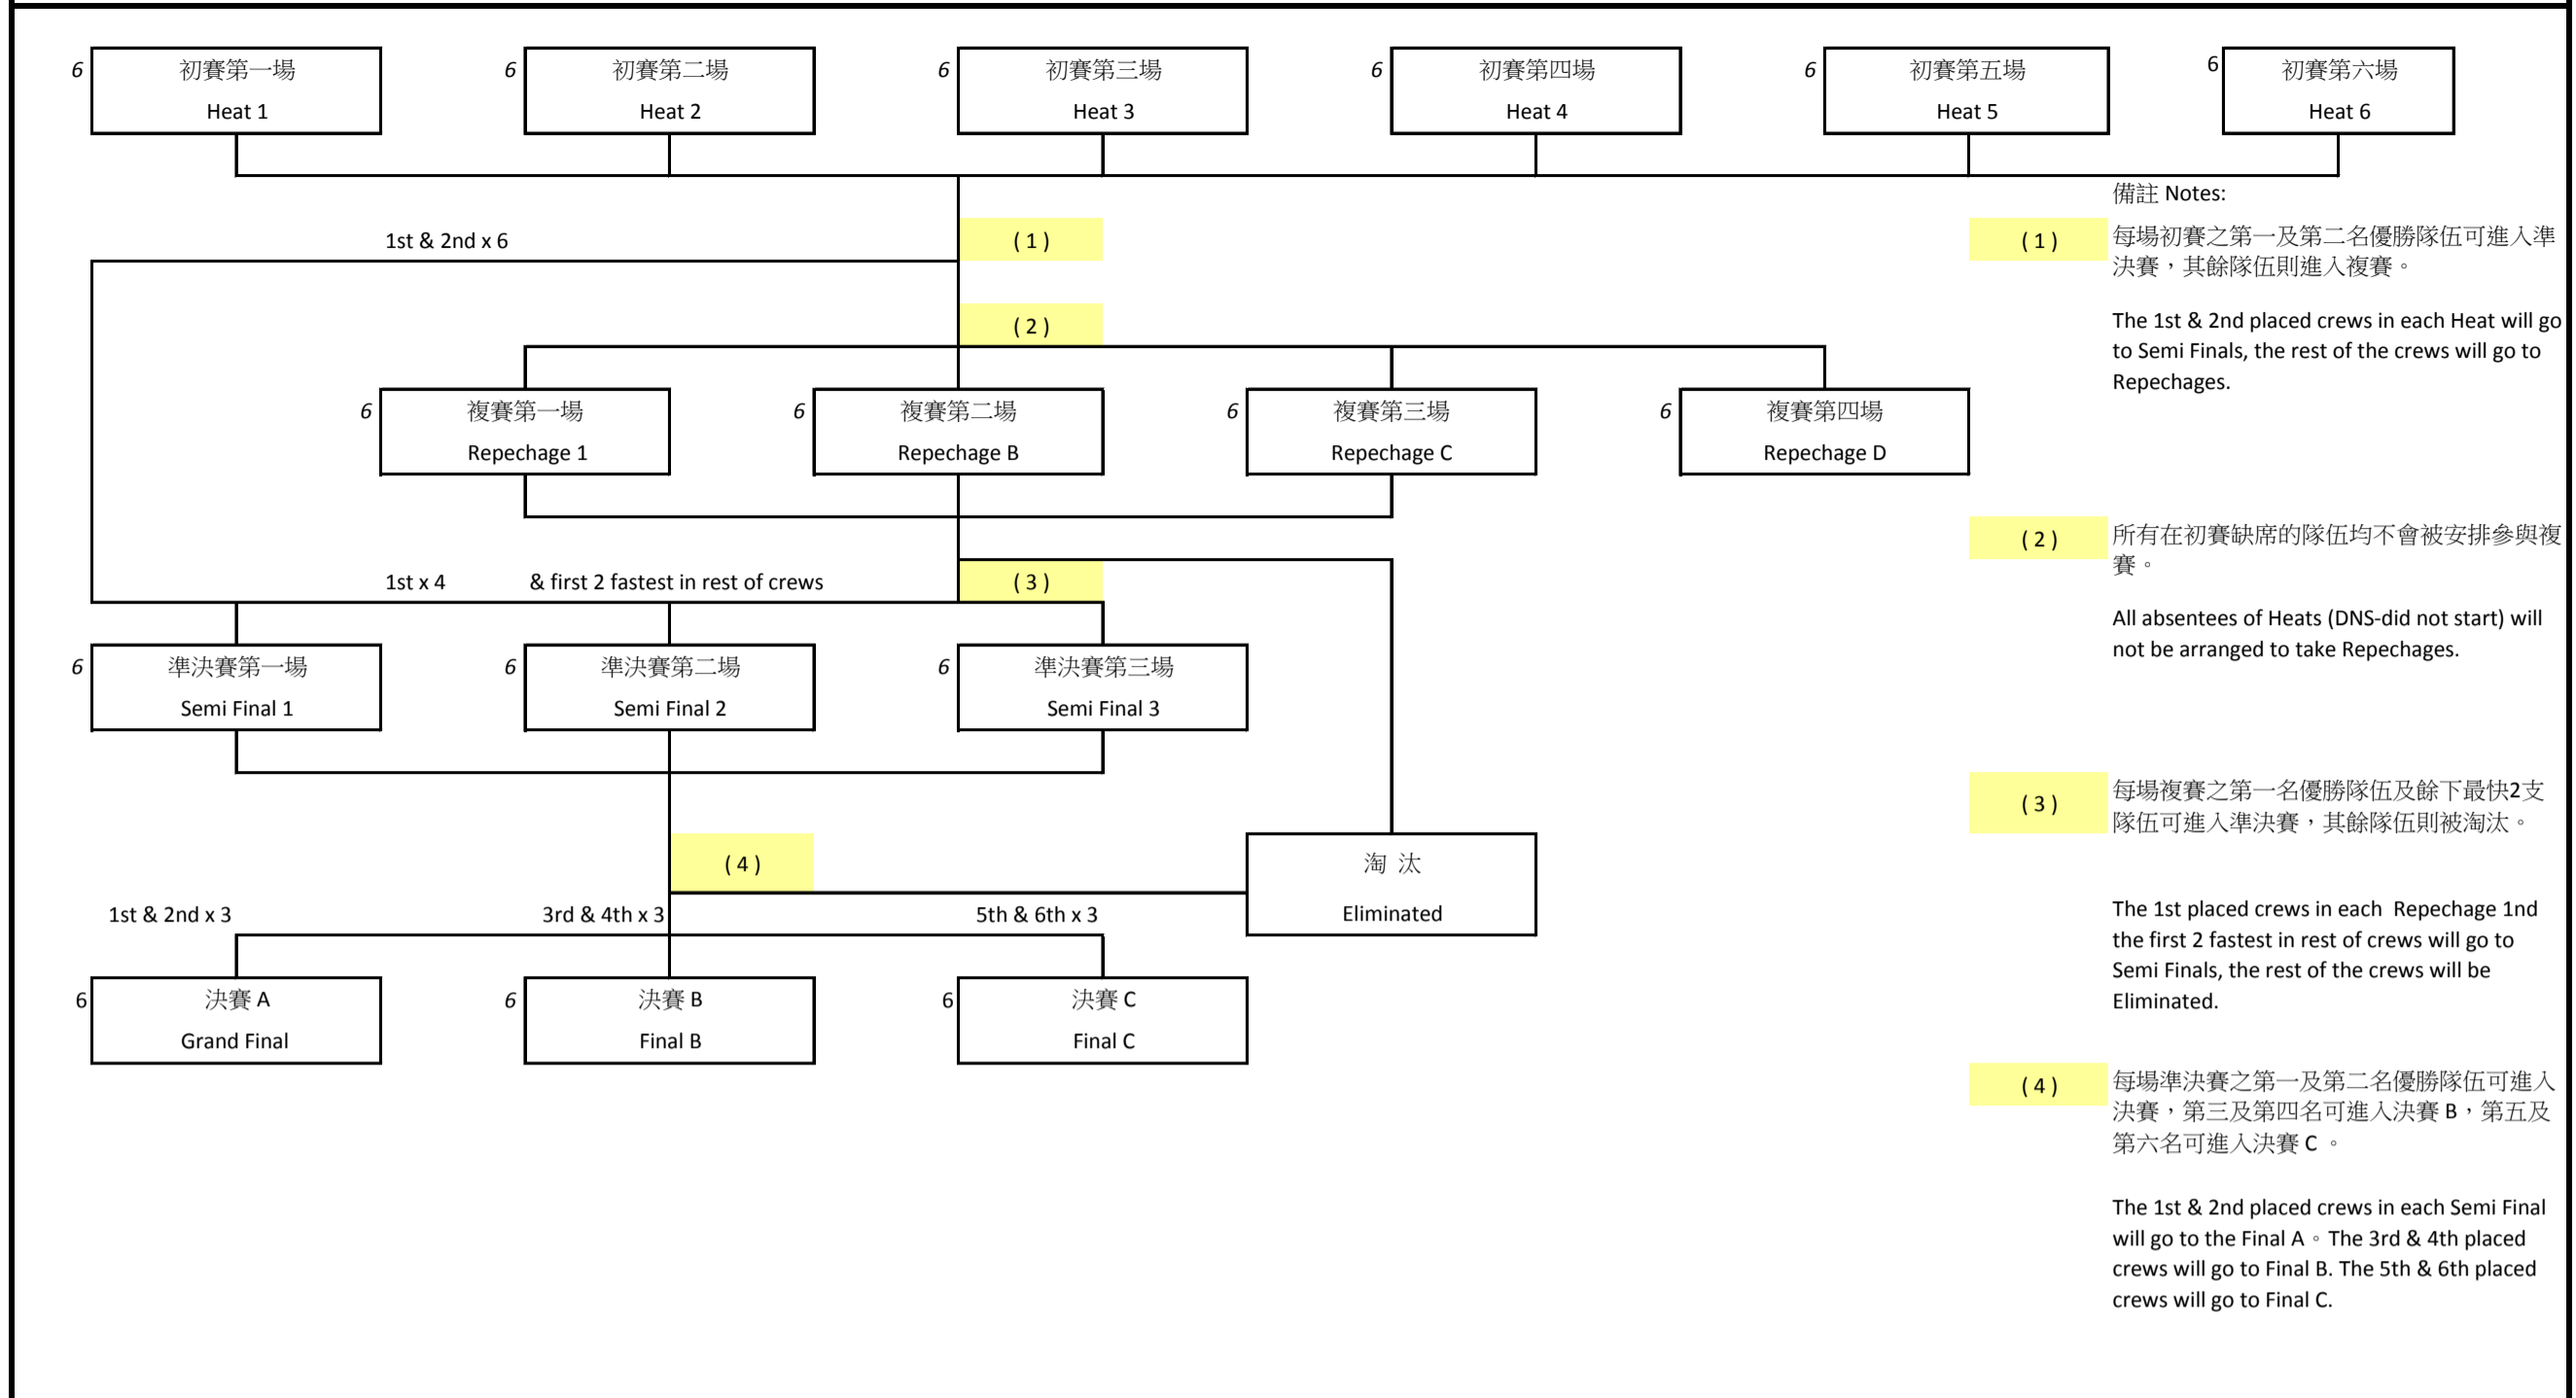 6 初賽第一場 6 初賽第二場 6 初賽第三場 6 初賽第四場 6 初賽第五場 6 初賽第六場
Heat 1 Heat 2 Heat 3 Heat 4 Heat 5 Heat 6
備註 Notes:
1st & 2nd x 6 ( 1 )
( 2 )
6 複賽第一場 6 複賽第二場 6 複賽第三場 6 複賽第四場
Repechage 1 Repechage B Repechage C Repechage D
1st x 4 & first 2 fastest in rest of crews ( 3 )
6 準決賽第一場 6 準決賽第二場 6 準決賽第三場
Semi Final 1 Semi Final 2 Semi Final 3
( 4 )
淘 汰
Eliminated
1st & 2nd x 3 3rd & 4th x 3 5th & 6th x 3
6 決賽 A 6 決賽 B 6 決賽 C
Grand Final Final B Final C
( 1 ) 每場初賽之第一及第二名優勝隊伍可進入準
決賽，其餘隊伍則進入複賽。
The 1st & 2nd placed crews in each Heat will go
to Semi Finals, the rest of the crews will go to
Repechages.
( 2 ) 所有在初賽缺席的隊伍均不會被安排參與複
賽。
All absentees of Heats (DNS-did not start) will
not be arranged to take Repechages.
( 3 ) 每場複賽之第一名優勝隊伍及餘下最快2支
隊伍可進入準決賽，其餘隊伍則被淘汰。
The 1st placed crews in each  Repechage 1nd
the first 2 fastest in rest of crews will go to
Semi Finals, the rest of the crews will be
Eliminated.
( 4 ) 每場準決賽之第一及第二名優勝隊伍可進入
決賽，第三及第四名可進入決賽 B，第五及
第六名可進入決賽 C 。
The 1st & 2nd placed crews in each Semi Final
will go to the Final A。The 3rd & 4th placed
crews will go to Final B. The 5th & 6th placed
crews will go to Final C.